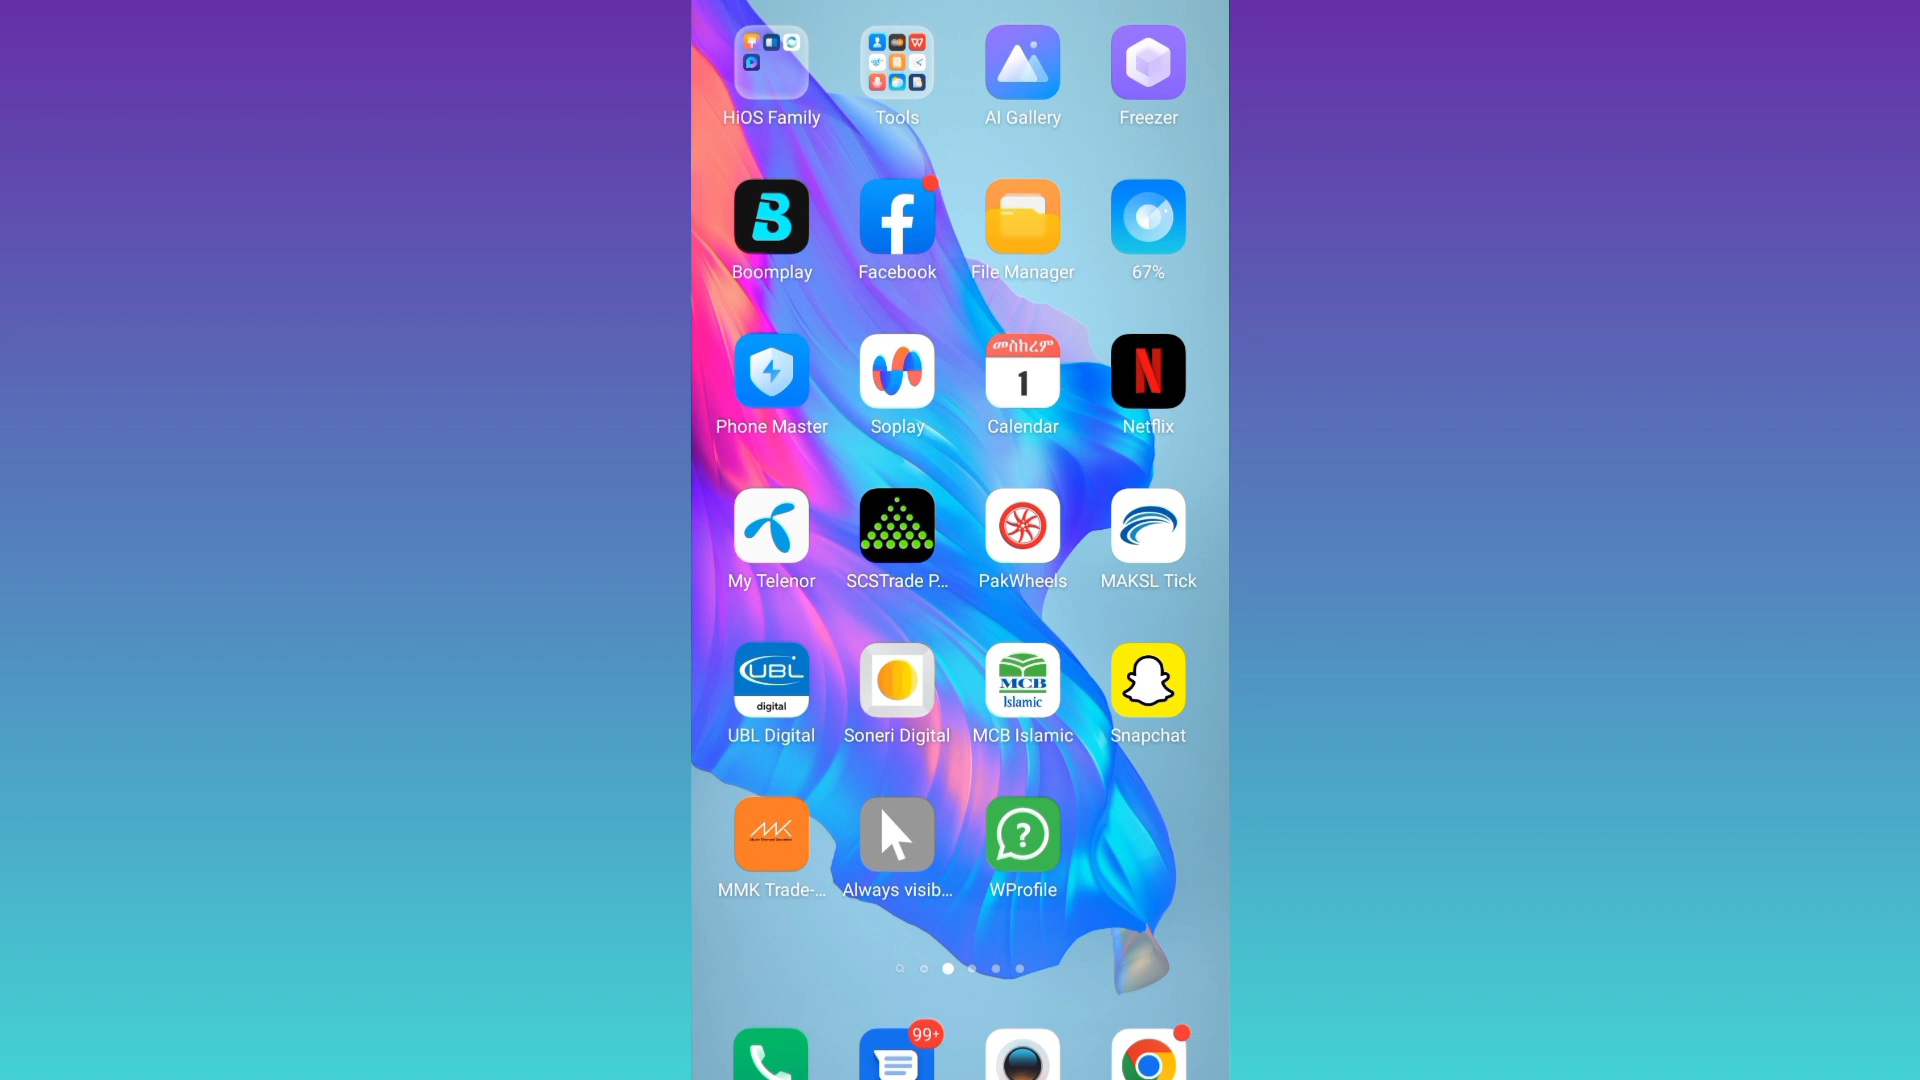 HiOS Family
Tools
AI Gallery
Freezer
Boomplay
Facebook
File Manager
67%
መስከረም
1
Phone Master
Soplay
Calendar
Netflix
My Telenor
SCSTrade P...
PakWheels
MAKSL Tick
UBL
digital
MCB
Islamic
UBL Digital
Soneri Digital
MCB Islamic
Snapchat
MK
?
MMK Trade-...
Always visib...
WProfile
99+